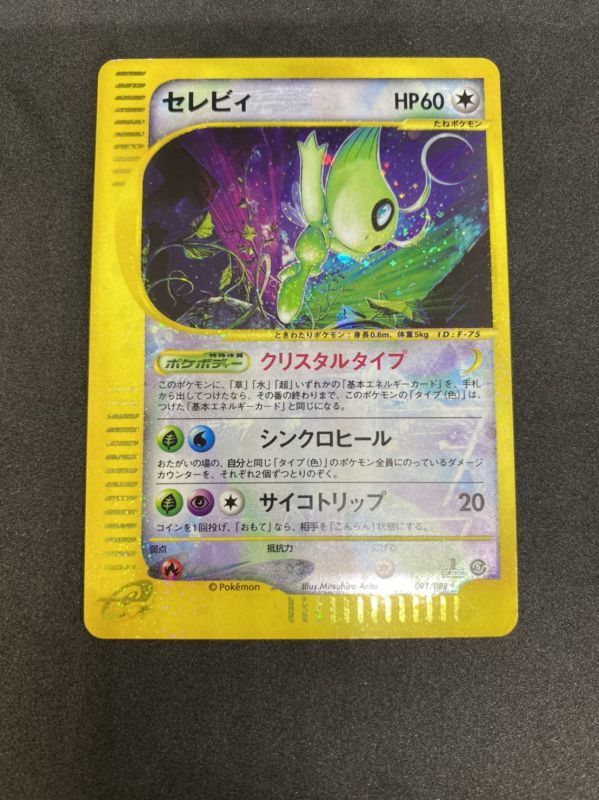 セレビィ HP60
たねポケモン
ときわたりポケモン：身長0.6m、体重5kg ID:F-75
特殊体質
ポケボディー クリスタルタイプ
このポケモンに、「草」「水」「超」いずれかの「基本エネルギーカード」を、手札
から出してつけたなら、その番の終わりまで、このポケモンの「タイプ（色）」は、
つけた「基本エネルギーカード」と同じになる。
シンクロヒール
おたがいの場の、自分と同じ「タイプ（色）」のポケモン全員にのっているダメージ
カウンターを、それぞれ2個ずつとりのぞく。
サイコトリップ 20
コインを1回投げ、「おもて」なら、相手を「こんらん」状態にする。
弱点 抵抗力 にげる
1
EDITION
© Pokémon Illus. Mitsuhiro Arita 091/088
e